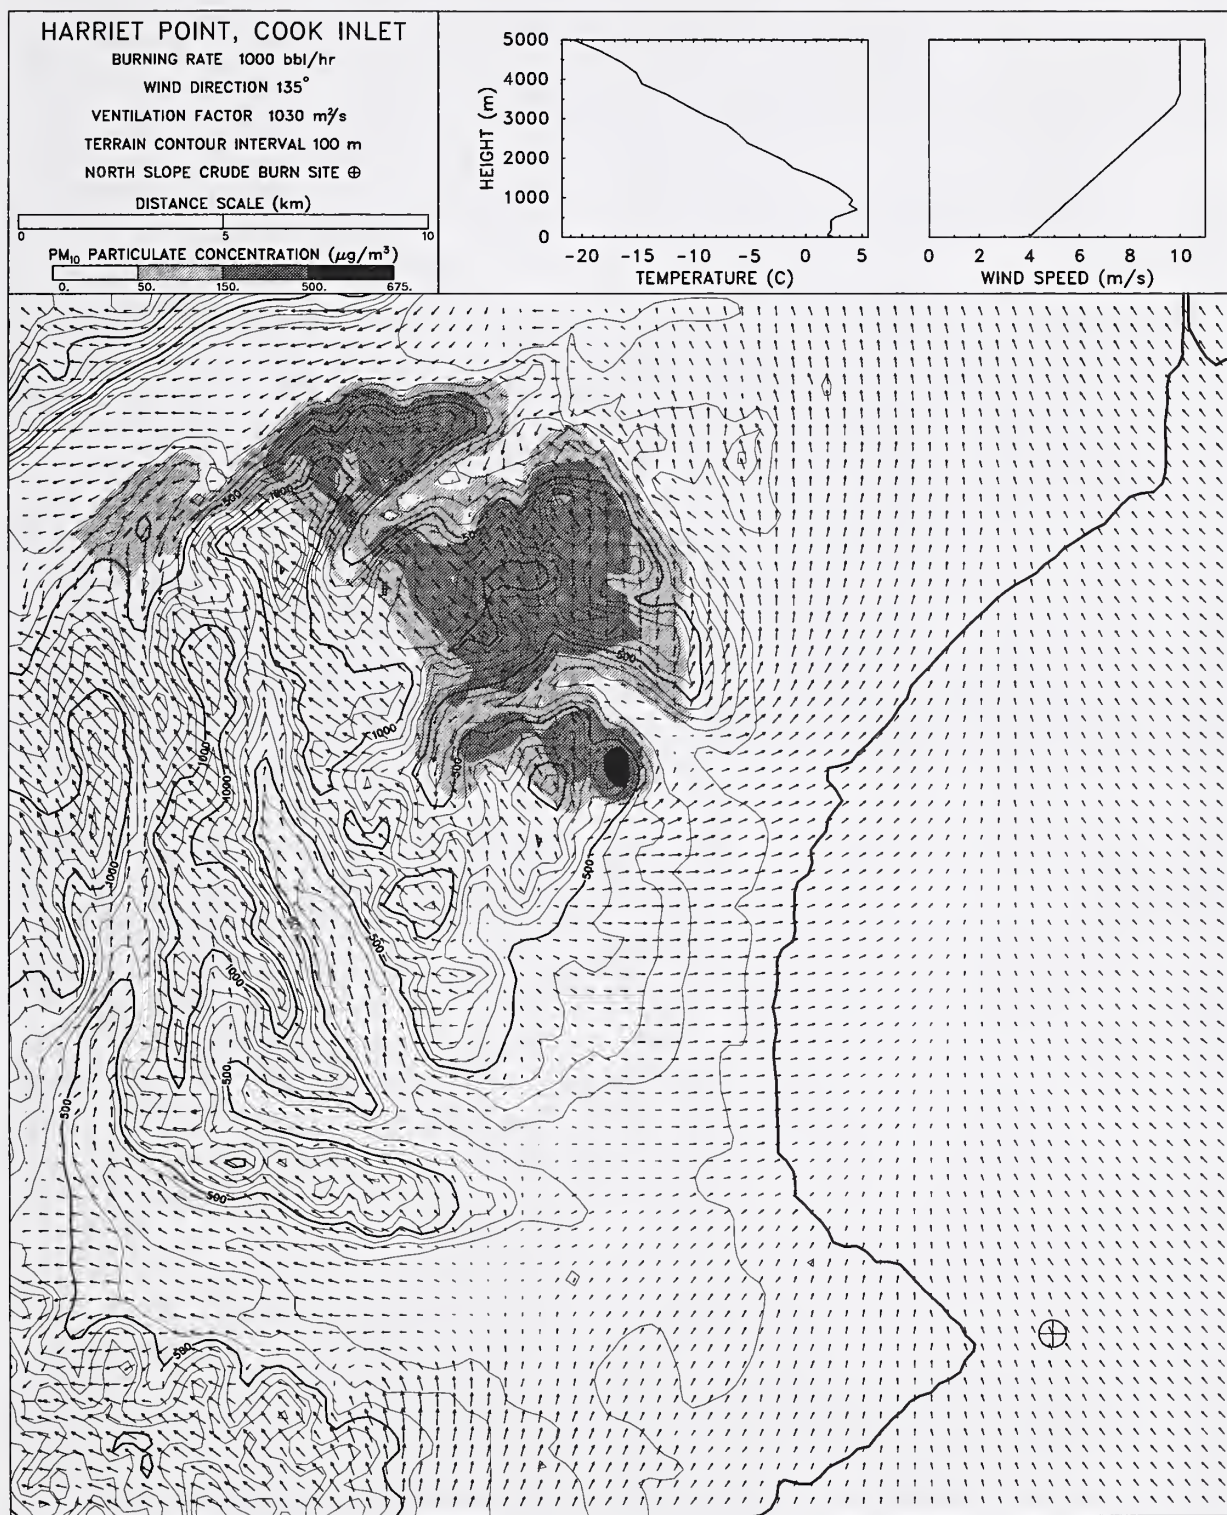 HARRIET POINT, COOK INLET
BURNING RATE 1000 bbl/hr
WIND DIRECTION 135°
VENTILATION FACTOR 1030 m²/s
TERRAIN CONTOUR INTERVAL 100 m
NORTH SLOPE CRUDE BURN SITE ⊕
DISTANCE SCALE (km)
0 5 10
PM₁₀ PARTICULATE CONCENTRATION (μg/m³)
0. 50. 150. 500. 675.
HEIGHT (m)
5000
4000
3000
2000
1000
0
-20 -15 -10 -5 0 5
TEMPERATURE (C)
0 2 4 6 8 10
WIND SPEED (m/s)
500
1000
500
1000
500
1000
1000
500
1000
500
500
1000
500
500
500
500